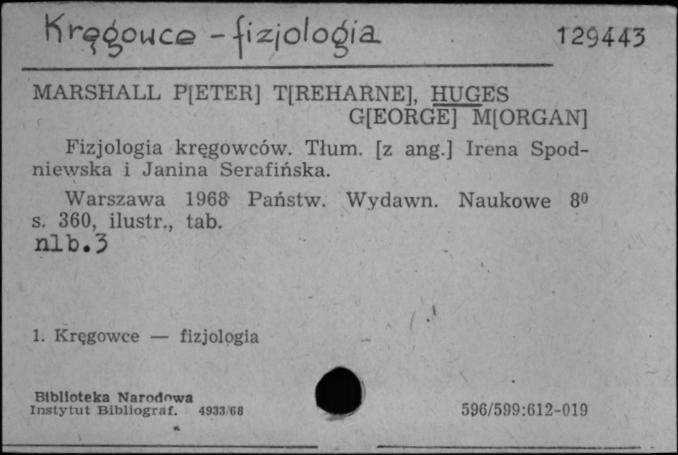 Kręgowce - fizjologia 129443
MARSHALL P[ETER] T[REHARNE], HUGES
G[EORGE] M[ORGAN]
Fizjologia kręgowców. Tłum. [z ang.] Irena Spod-
niewska i Janina Serafińska.
Warszawa 1968 Państw. Wydawn. Naukowe 8⁰
s. 360, ilustr., tab.
nlb.3
1. Kręgowce — fizjologia
Biblioteka Narodowa
Instytut Bibliograf. 4933/68 596/599:612-019